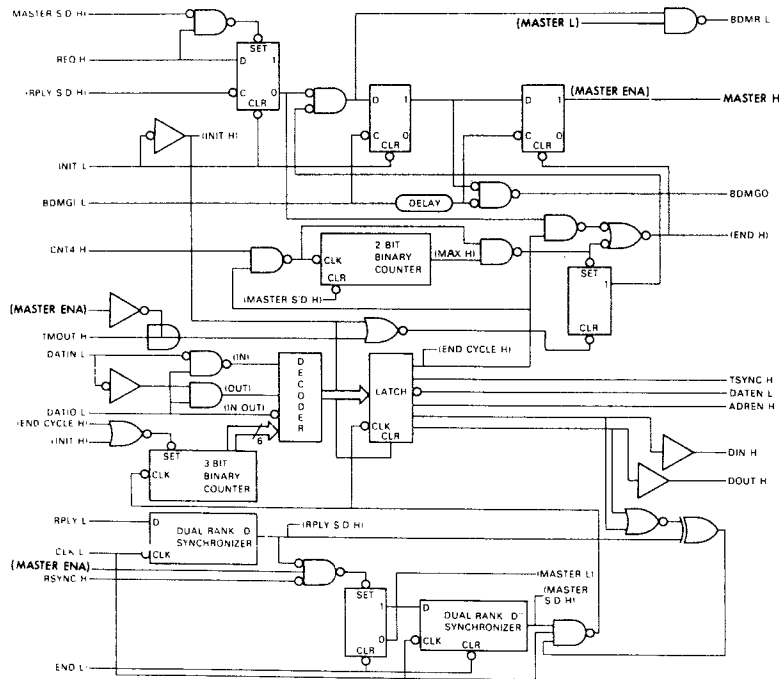 MASTER S D H)
(MASTER L)
BDMR L
SET
REQ H
D
1
(RPLY S D H)
C
0
CLR
(MASTER ENA)
MASTER H
D
1
C
0
CLR
D
1
C
0
CLR
(INIT H)
INIT L
BDMGI L
DELAY
BDMGO
(END H)
CNT4 H
CLK
2 BIT
BINARY
COUNTER
CLR
(MAX H)
(MASTER S D H)
SET
1
CLR
(MASTER ENA)
TMOUT H
(END CYCLE H)
DATIN L
(IN)
(OUT)
DECODER
LATCH
CLK
CLR
TSYNC H
DATEN L
ADREN H
DATIO L
(IN OUT)
(END CYCLE H)
(INIT H)
SET
6
CLK
3 BIT
BINARY
COUNTER
DIN H
DOUT H
RPLY L
D
DUAL RANK D
SYNCHRONIZER
CLK
(RPLY S D H)
CLK L
(MASTER ENA)
RSYNC H
(MASTER L)
(MASTER
S D H)
SET
1
0
CLR
D
DUAL RANK D
SYNCHRONIZER
CLK
CLR
END L